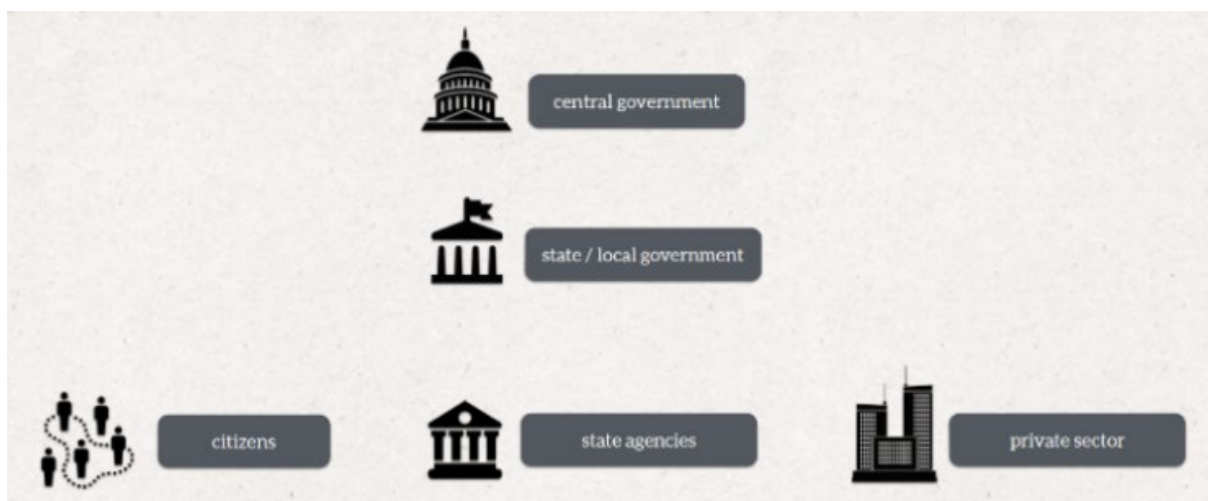 central government
state / local government
citizens
state agencies
private sector